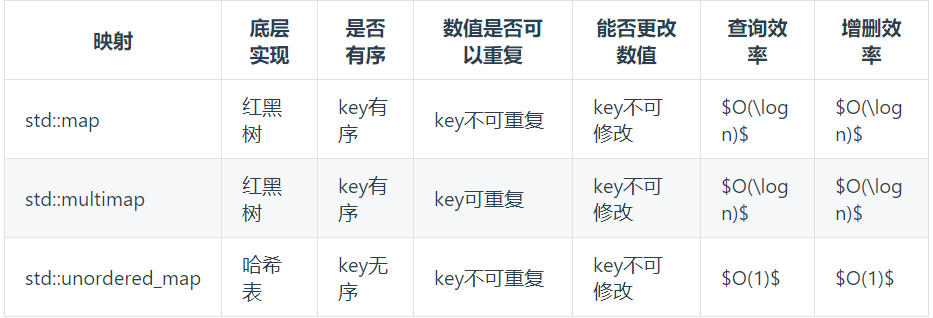 映射
底层
实现
是否
有序
数值是否可
以重复
能否更改
数值
查询效
率
增删效
率
std::map
红黑
树
key有
序
key不可重复
key不可
修改
$O(\log
n)$
$O(\log
n)$
std::multimap
红黑
树
key有
序
key可重复
key不可
修改
$O(\log
n)$
$O(\log
n)$
std::unordered_map
哈希
表
key无
序
key不可重复
key不可
修改
$O(1)$
$O(1)$